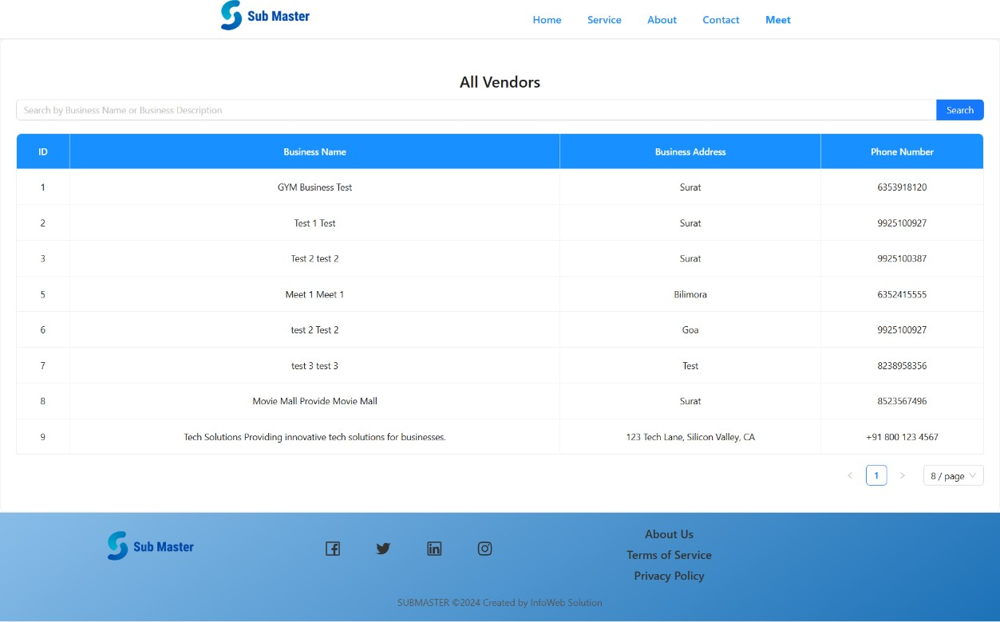 Sub Master
Home Service About Contact Meet
All Vendors
Search by Business Name or Business Description Search
ID Business Name Business Address Phone Number
1 GYM Business Test Surat 6353918120
2 Test 1 Test Surat 9925100927
3 Test 2 test 2 Surat 9925100387
5 Meet 1 Meet 1 Bilimora 6352415555
6 test 2 Test 2 Goa 9925100927
7 test 3 test 3 Test 8238958356
8 Movie Mall Provide Movie Mall Surat 8523567496
9 Tech Solutions Providing innovative tech solutions for businesses. 123 Tech Lane, Silicon Valley, CA +91 800 123 4567
< 1 > 8 / page
Sub Master
About Us
Terms of Service
Privacy Policy
SUBMASTER ©2024 Created by InfoWeb Solution